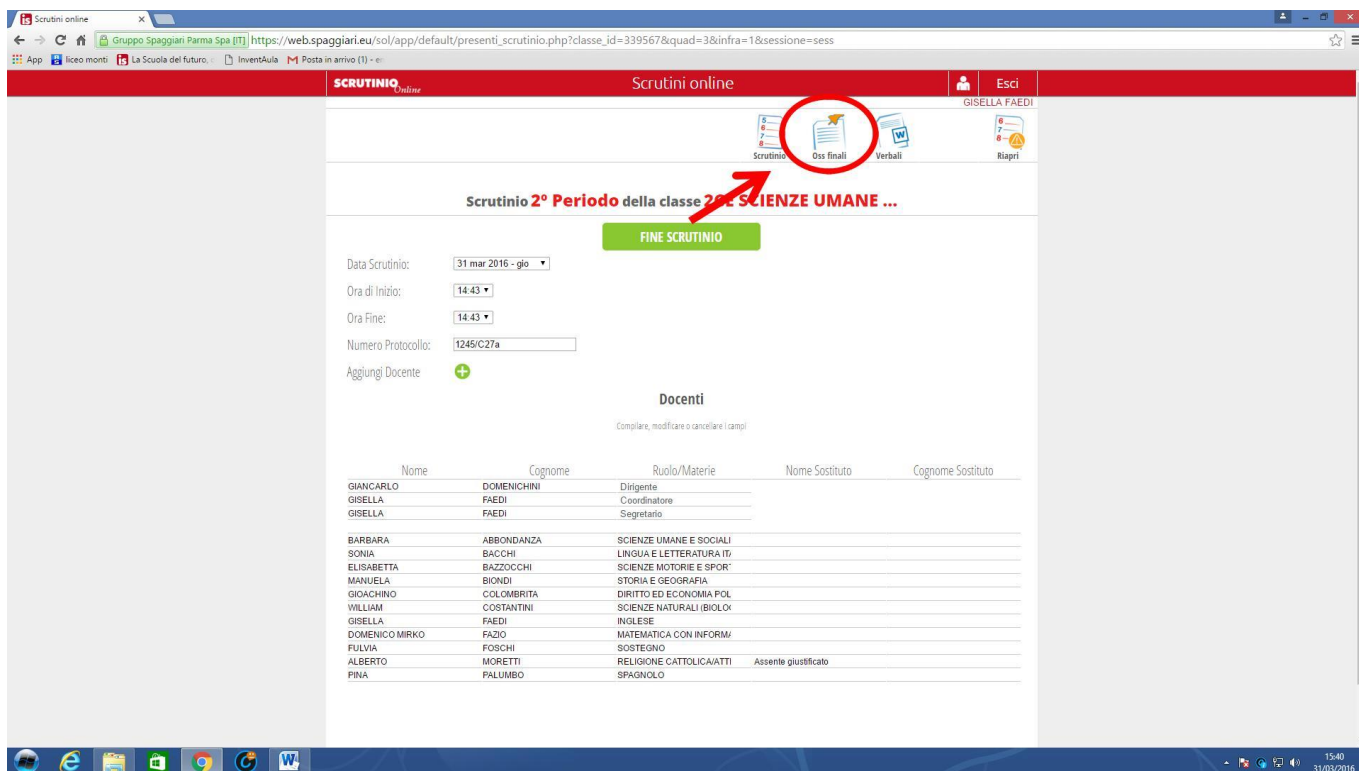 Scrutini online
Gruppo Spaggiari Parma Spa [IT] https://web.spaggiari.eu/sol/app/default/presenti_scrutinio.php?classe_id=339567&quad=3&infra=1&sessione=sess
App liceo monti La Scuola del futuro, InventAula Posta in arrivo (1) - e
SCRUTINIO Online Scrutini online Esci
GISELLA FAEDI
Scrutinio Oss finali Verbali Riapri
Scrutinio 2° Periodo della classe SCIENZE UMANE ...
FINE SCRUTINIO
Data Scrutinio: 31 mar 2016 - gio
Ora di Inizio: 14:43
Ora Fine: 14:43
Numero Protocollo: 1245/C27a
Aggiungi Docente
Docenti
Compilare, modificare o cancellare i campi
Nome Cognome Ruolo/Materie Nome Sostituto Cognome Sostituto
GIANCARLO DOMENICHINI Dirigente
GISELLA FAEDI Coordinatore
GISELLA FAEDI Segretario
BARBARA ABBONDANZA SCIENZE UMANE E SOCIALI
SONIA BACCHI LINGUA E LETTERATURA IT
ELISABETTA BAZZOCCHI SCIENZE MOTORIE E SPOR
MANUELA BIONDI STORIA E GEOGRAFIA
GIOACHINO COLOMBRITA DIRITTO ED ECONOMIA POL
WILLIAM COSTANTINI SCIENZE NATURALI (BIOLO
GISELLA FAEDI INGLESE
DOMENICO MIRKO FAZIO MATEMATICA CON INFORM
FULVIA FOSCHI SOSTEGNO
ALBERTO MORETTI RELIGIONE CATTOLICA/ATTI Assente giustificato
PINA PALUMBO SPAGNOLO
15:40
31/03/2016